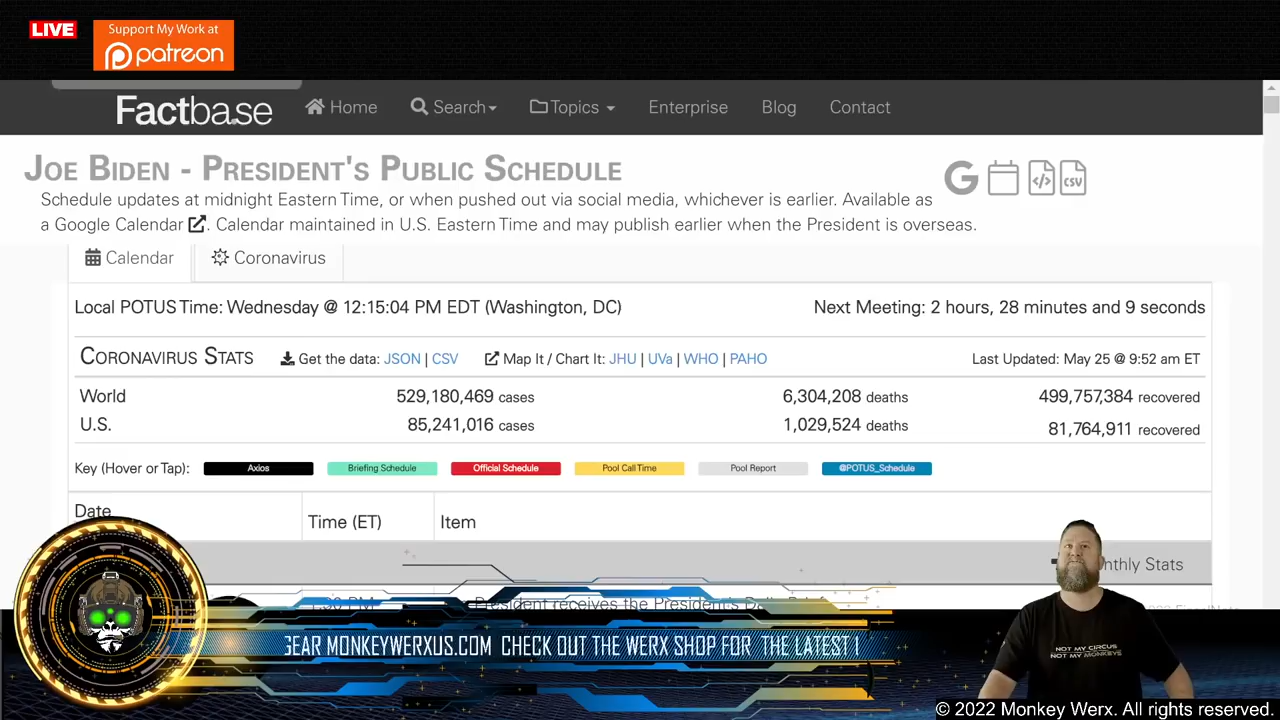 LIVE
Support My Work at
patreon
Factbase
Home
Search
Topics
Enterprise
Blog
Contact
JOE BIDEN - PRESIDENT'S PUBLIC SCHEDULE
Schedule updates at midnight Eastern Time, or when pushed out via social media, whichever is earlier. Available as
a Google Calendar . Calendar maintained in U.S. Eastern Time and may publish earlier when the President is overseas.
G
</>
CSV
Calendar
Coronavirus
Local POTUS Time: Wednesday @ 12:15:04 PM EDT (Washington, DC)
Next Meeting: 2 hours, 28 minutes and 9 seconds
CORONAVIRUS STATS
Get the data: JSON | CSV
Map It / Chart It: JHU | UVa | WHO | PAHO
Last Updated: May 25 @ 9:52 am ET
World 529,180,469 cases 6,304,208 deaths 499,757,384 recovered
U.S. 85,241,016 cases 1,029,524 deaths 81,764,911 recovered
Key (Hover or Tap): Axios Briefing Schedule Official Schedule Pool Call Time Pool Report @POTUS_Schedule
Date
Time (ET)
Item
Stats
President receives the President's
GEAR MONKEYWERXUS.COM CHECK OUT THE WERX SHOP FOR THE LATEST
NOT MY CIRCUS
NOT MY MONKEYS
© 2022 Monkey Werx. All rights reserved.